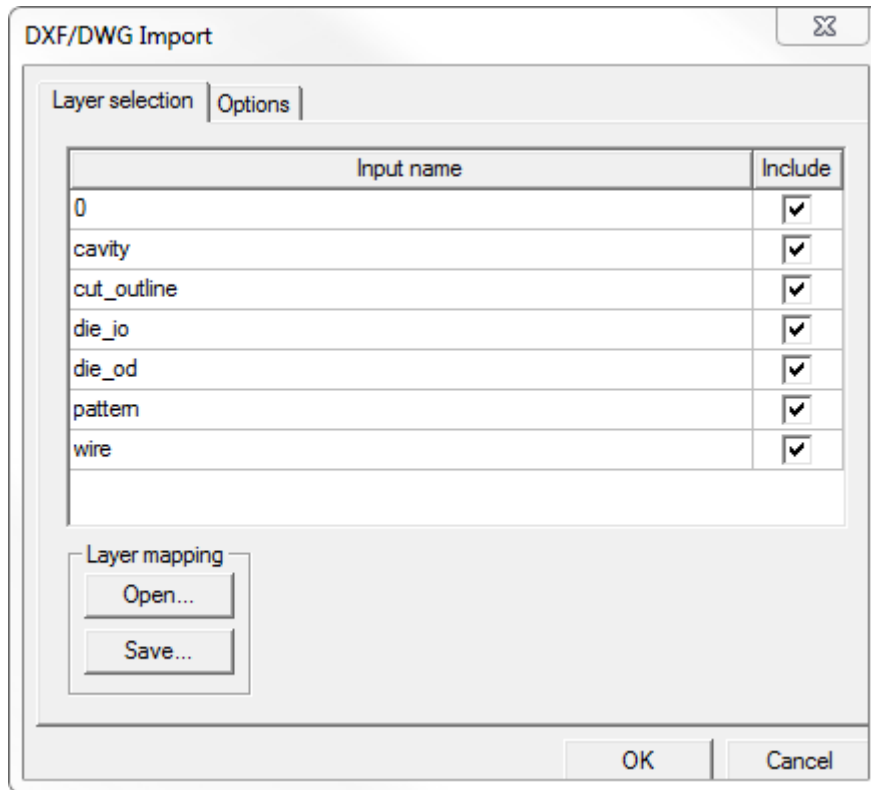 DXF/DWG Import
Layer selection Options
Input name Include
0
cavity
cut_outline
die_io
die_od
pattern
wire
Layer mapping
Open...
Save...
OK Cancel